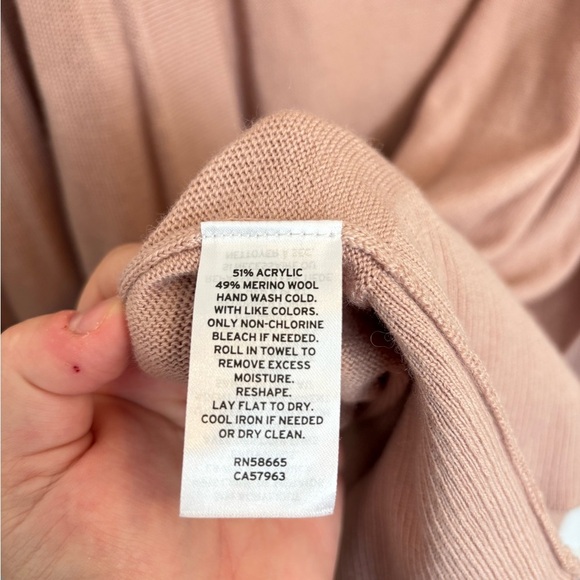 51% ACRYLIC
49% MERINO WOOL
HAND WASH COLD.
WITH LIKE COLORS.
ONLY NON-CHLORINE
BLEACH IF NEEDED.
ROLL IN TOWEL TO
REMOVE EXCESS
MOISTURE.
RESHAPE.
LAY FLAT TO DRY.
COOL IRON IF NEEDED
OR DRY CLEAN.
RN58665
CA57963